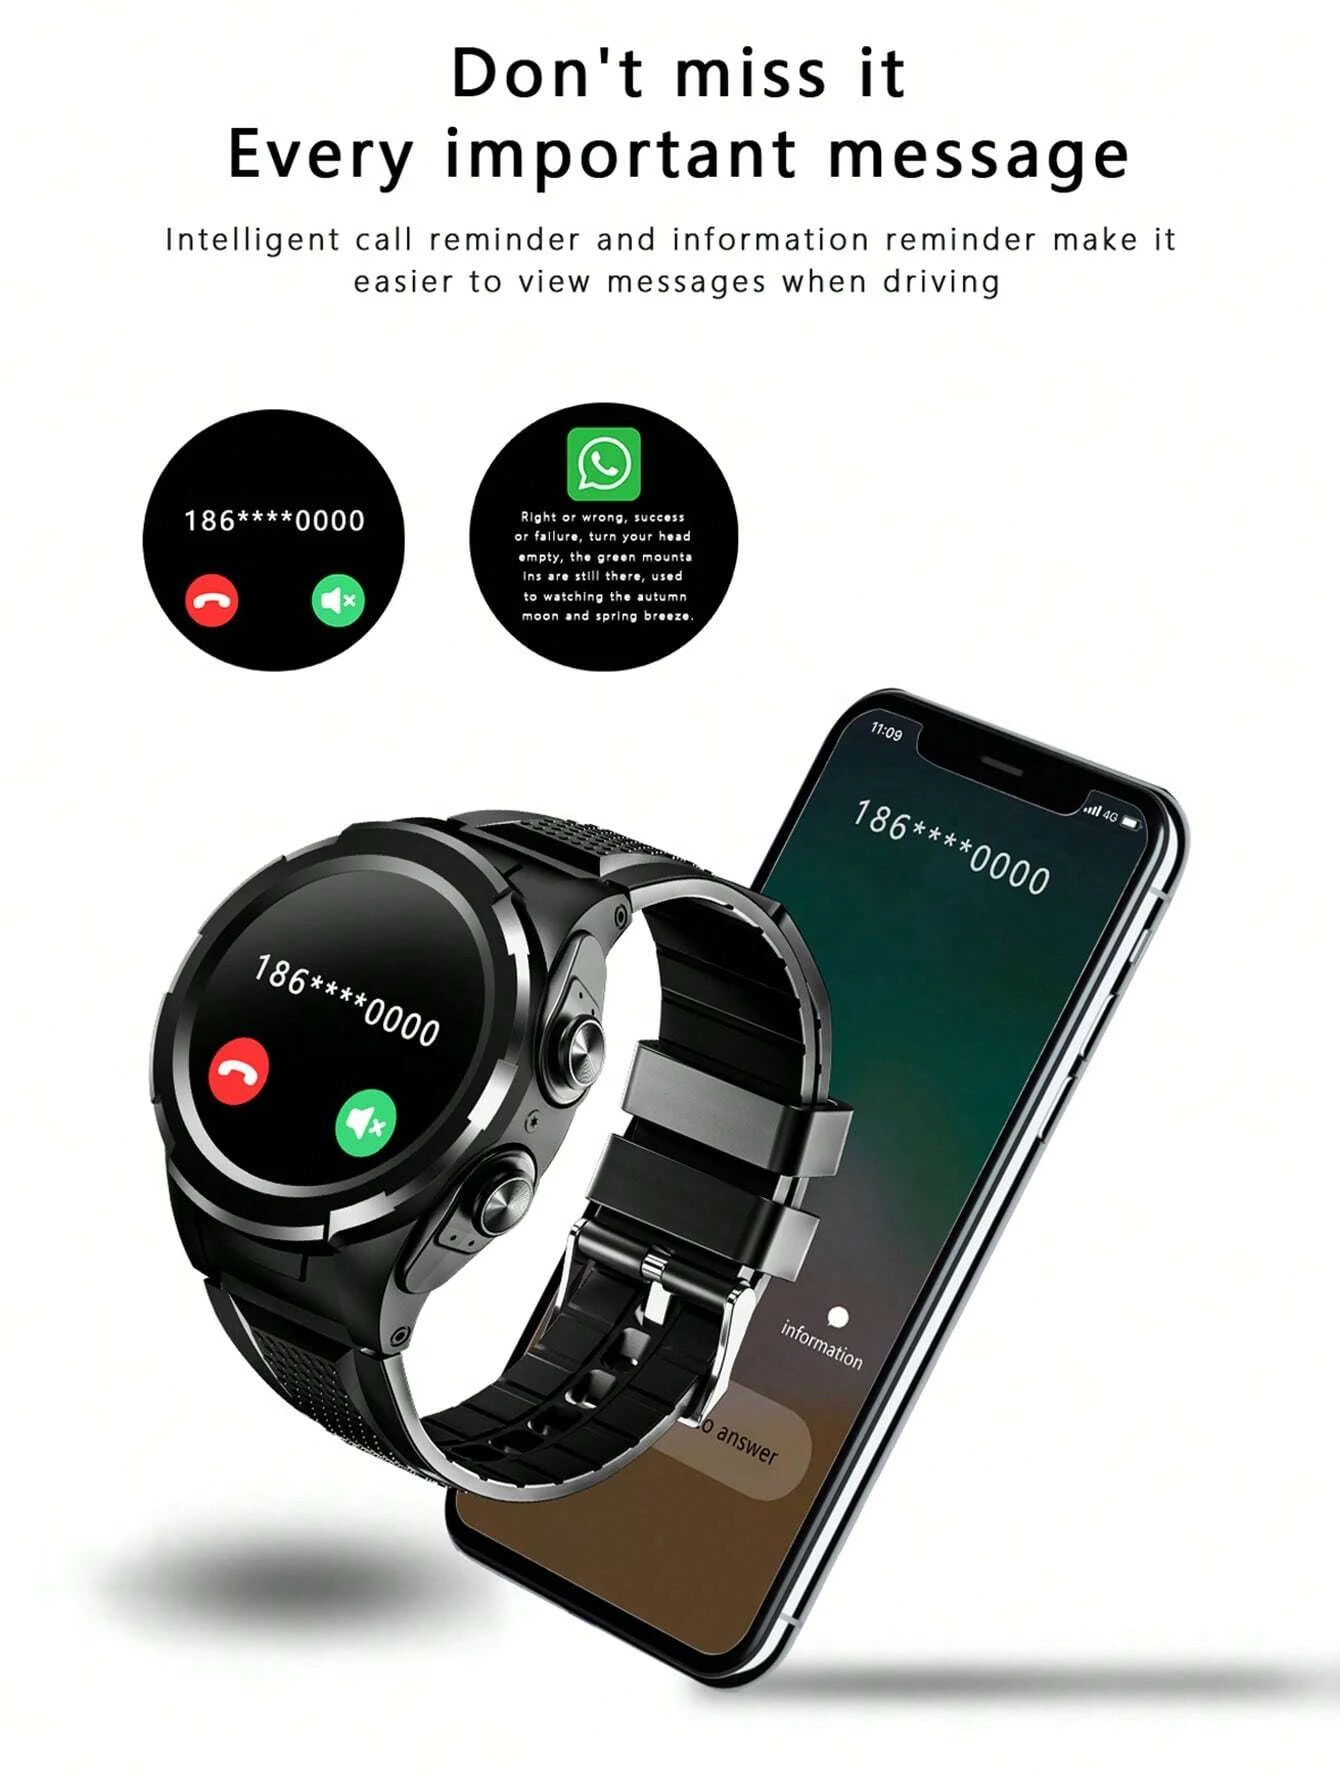 Don't miss it
Every important message
Intelligent call reminder and information reminder make it
easier to view messages when driving
186****0000
Right or wrong, success
or failure, turn your head
empty, the green mounta
ins are still there, used
to watching the autumn
moon and spring breeze.
11:09
4G
186****0000
186****0000
information
answer